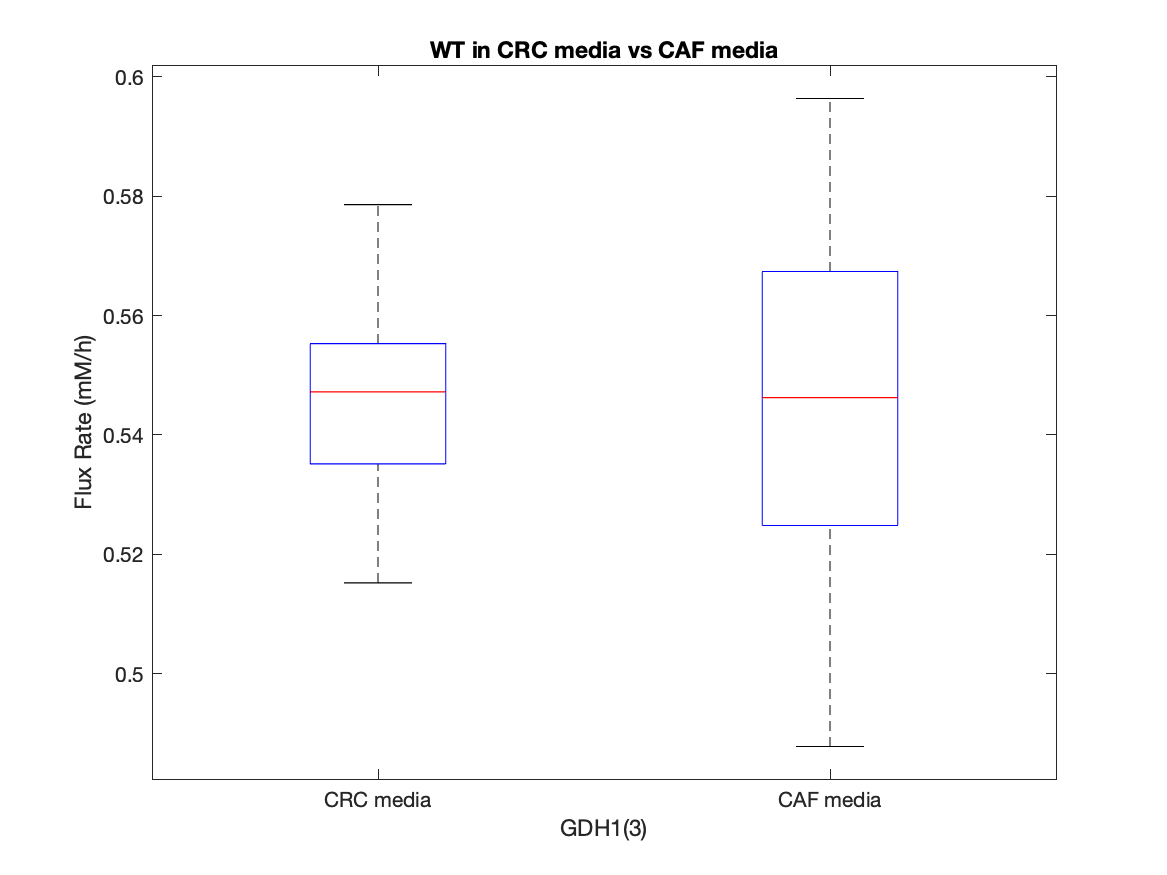 WT in CRC media vs CAF media
0.6
0.58
0.56
0.54
0.52
0.5
Flux Rate (mM/h)
CRC media
CAF media
GDH1(3)